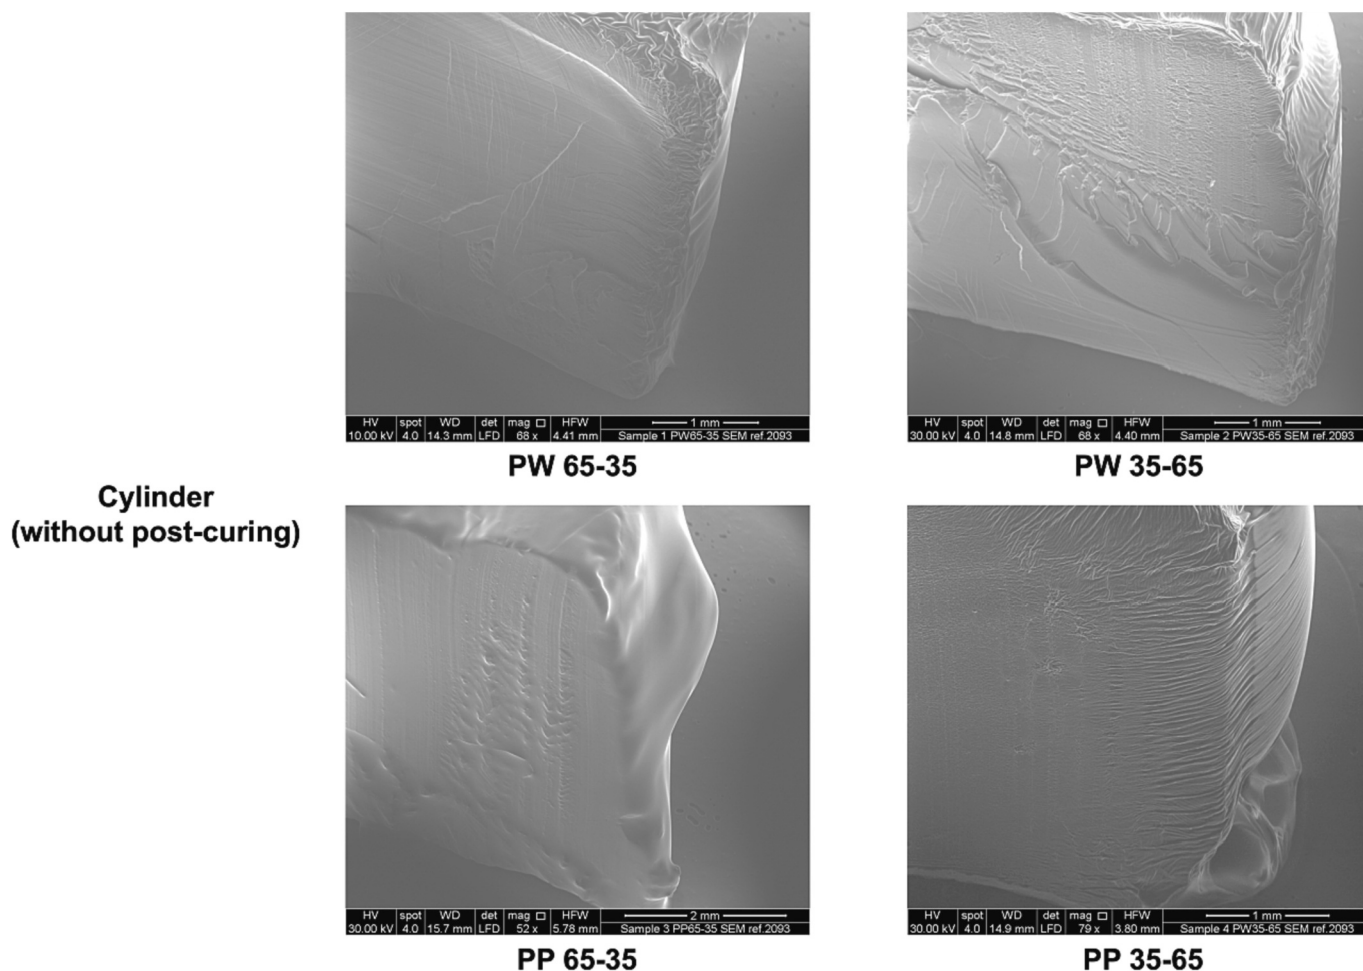 HV spot WD det mag HFW 1 mm
10.00 kV 4.0 14.3 mm LFD 68 x 4.41 mm Sample 1 PW65-35 SEM ref.2093
HV spot WD det mag HFW 1 mm
30.00 kV 4.0 14.8 mm LFD 68 x 4.40 mm Sample 2 PW35-65 SEM ref.2093
PW 65-35
PW 35-65
Cylinder
(without post-curing)
HV spot WD det mag HFW 2 mm
30.00 kV 4.0 15.7 mm LFD 52 x 5.78 mm Sample 3 PP65-35 SEM ref.2093
HV spot WD det mag HFW 1 mm
30.00 kV 4.0 14.9 mm LFD 79 x 3.80 mm Sample 4 PW35-65 SEM ref.2093
PP 65-35
PP 35-65